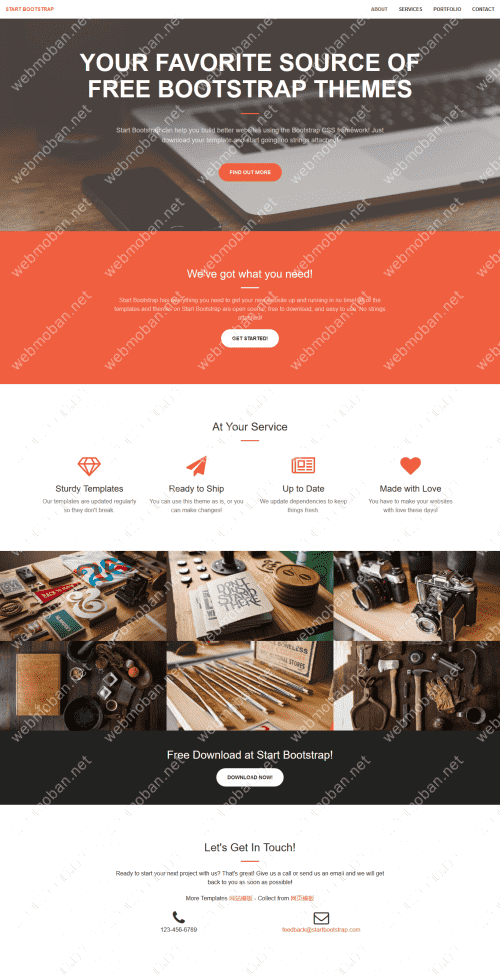 START BOOTSTRAP
ABOUT SERVICES PORTFOLIO CONTACT
YOUR FAVORITE SOURCE OF
FREE BOOTSTRAP THEMES
Start Bootstrap can help you build better websites using the Bootstrap CSS framework! Just
download your template and start going, no strings attached!
FIND OUT MORE
We've got what you need!
Start Bootstrap has everything you need to get your new website up and running in no time! All of the
templates and themes on Start Bootstrap are open source, free to download, and easy to use. No strings
attached!
GET STARTED!
At Your Service
Sturdy Templates
Our templates are updated regularly
so they don't break.
Ready to Ship
You can use this theme as is, or you
can make changes!
Up to Date
We update dependencies to keep
things fresh.
Made with Love
You have to make your websites
with love these days!
Free Download at Start Bootstrap!
DOWNLOAD NOW!
Let's Get In Touch!
Ready to start your next project with us? That's great! Give us a call or send us an email and we will get
back to you as soon as possible!
More Templates 网站模板 - Collect from 网页模板
123-456-6789
feedback@startbootstrap.com
webmoban.net